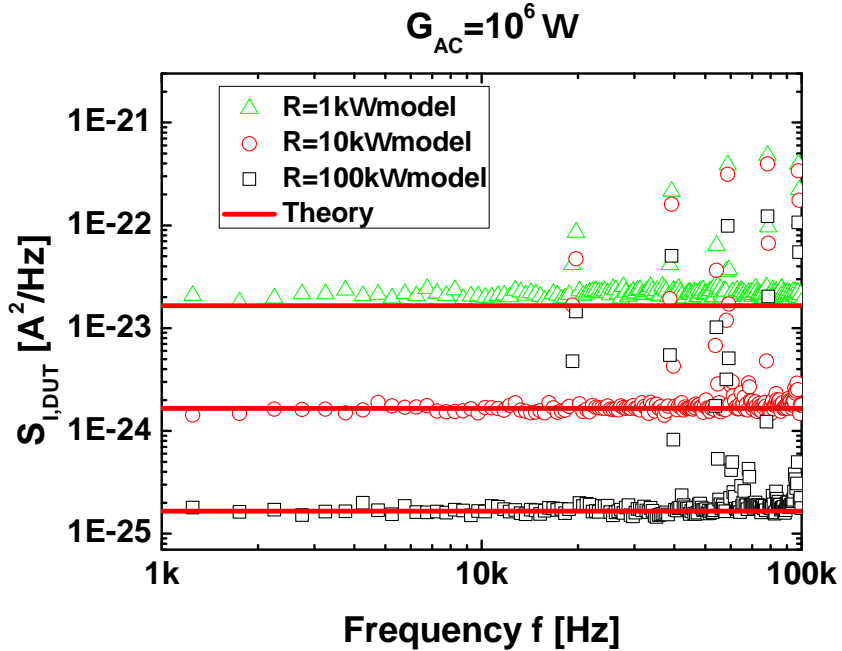 G_AC=10^6 W
R=1kWmodel
R=10kWmodel
R=100kWmodel
Theory
S_I,DUT [A^2/Hz]
1E-21
1E-22
1E-23
1E-24
1E-25
1k
10k
100k
Frequency f [Hz]